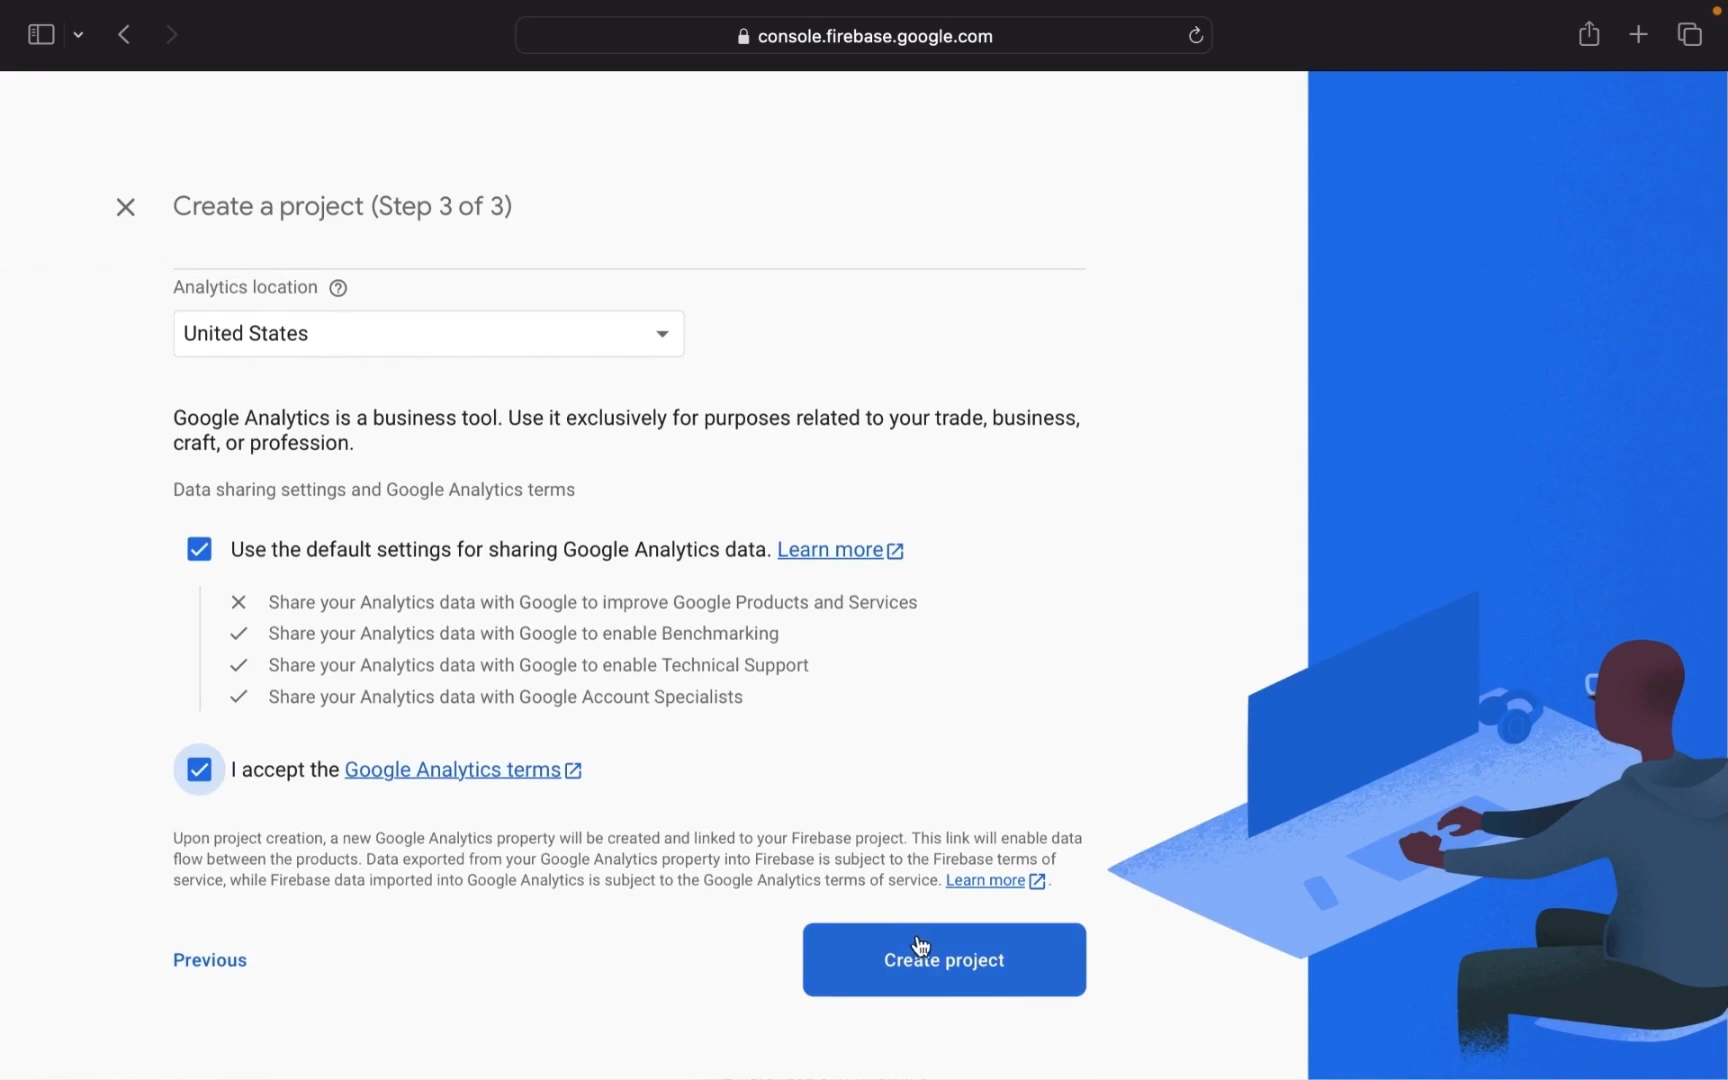 console.firebase.google.com
Create a project (Step 3 of 3)
Analytics location
United States
Google Analytics is a business tool. Use it exclusively for purposes related to your trade, business,
craft, or profession.
Data sharing settings and Google Analytics terms
Use the default settings for sharing Google Analytics data. Learn more
Share your Analytics data with Google to improve Google Products and Services
Share your Analytics data with Google to enable Benchmarking
Share your Analytics data with Google to enable Technical Support
Share your Analytics data with Google Account Specialists
I accept the Google Analytics terms
Upon project creation, a new Google Analytics property will be created and linked to your Firebase project. This link will enable data
flow between the products. Data exported from your Google Analytics property into Firebase is subject to the Firebase terms of
service, while Firebase data imported into Google Analytics is subject to the Google Analytics terms of service. Learn more.
Previous
Create project